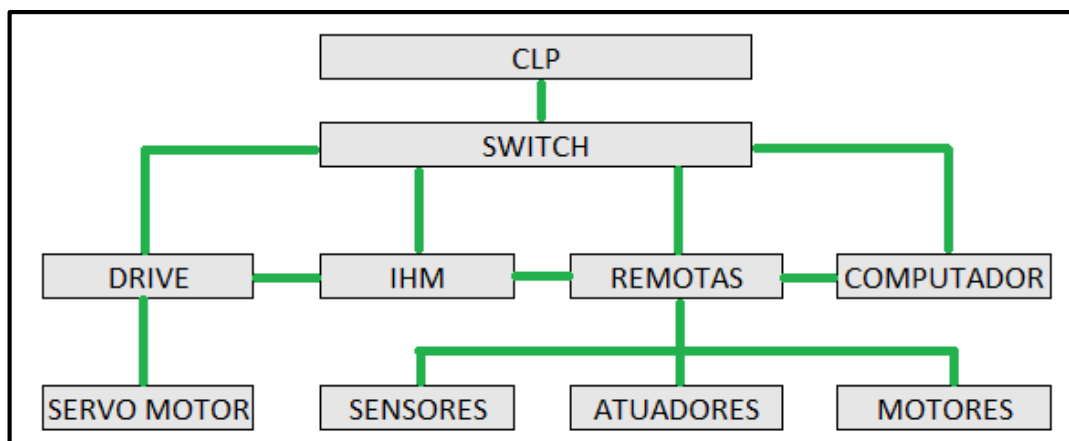 CLP
SWITCH
DRIVE
IHM
REMOTAS
COMPUTADOR
SERVO MOTOR
SENSORES
ATUADORES
MOTORES